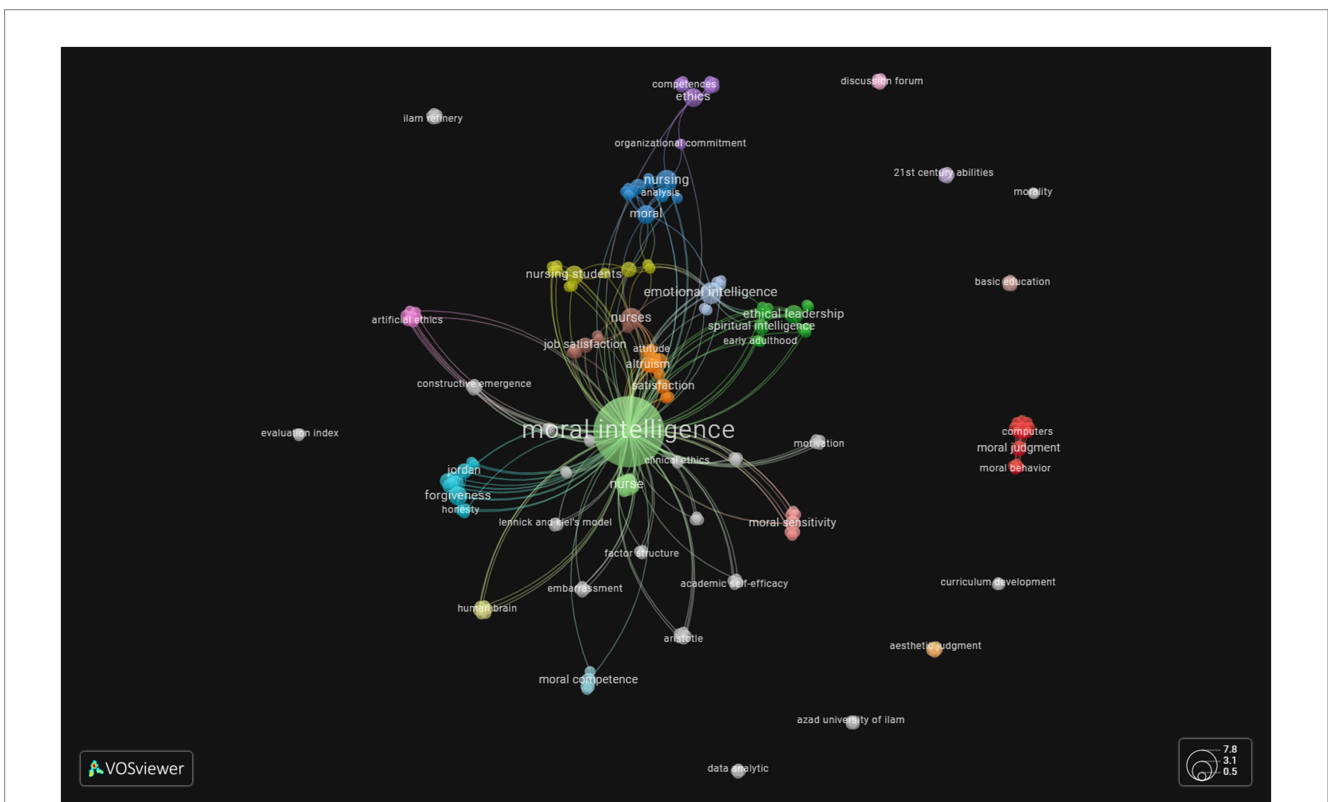 competences
ethics
discussion forum
ilam refinery
organizational commitment
nursing
analysis
moral
21st century abilities
morality
nursing students
emotional intelligence
basic education
artificial ethics
nurses
ethical leadership
spiritual intelligence
early adulthood
job satisfaction
attitude
altruism
satisfaction
constructive emergence
moral intelligence
evaluation index
computers
moral judgment
moral behavior
motivation
clinical ethics
jordan
forgiveness
honesty
nurse
lennick and kiel's model
moral sensitivity
factor structure
embarrassment
academic self-efficacy
curriculum development
human brain
aristotle
aesthetic judgment
moral competence
azad university of ilam
data analytic
VOSviewer
7.8
3.1
0.5